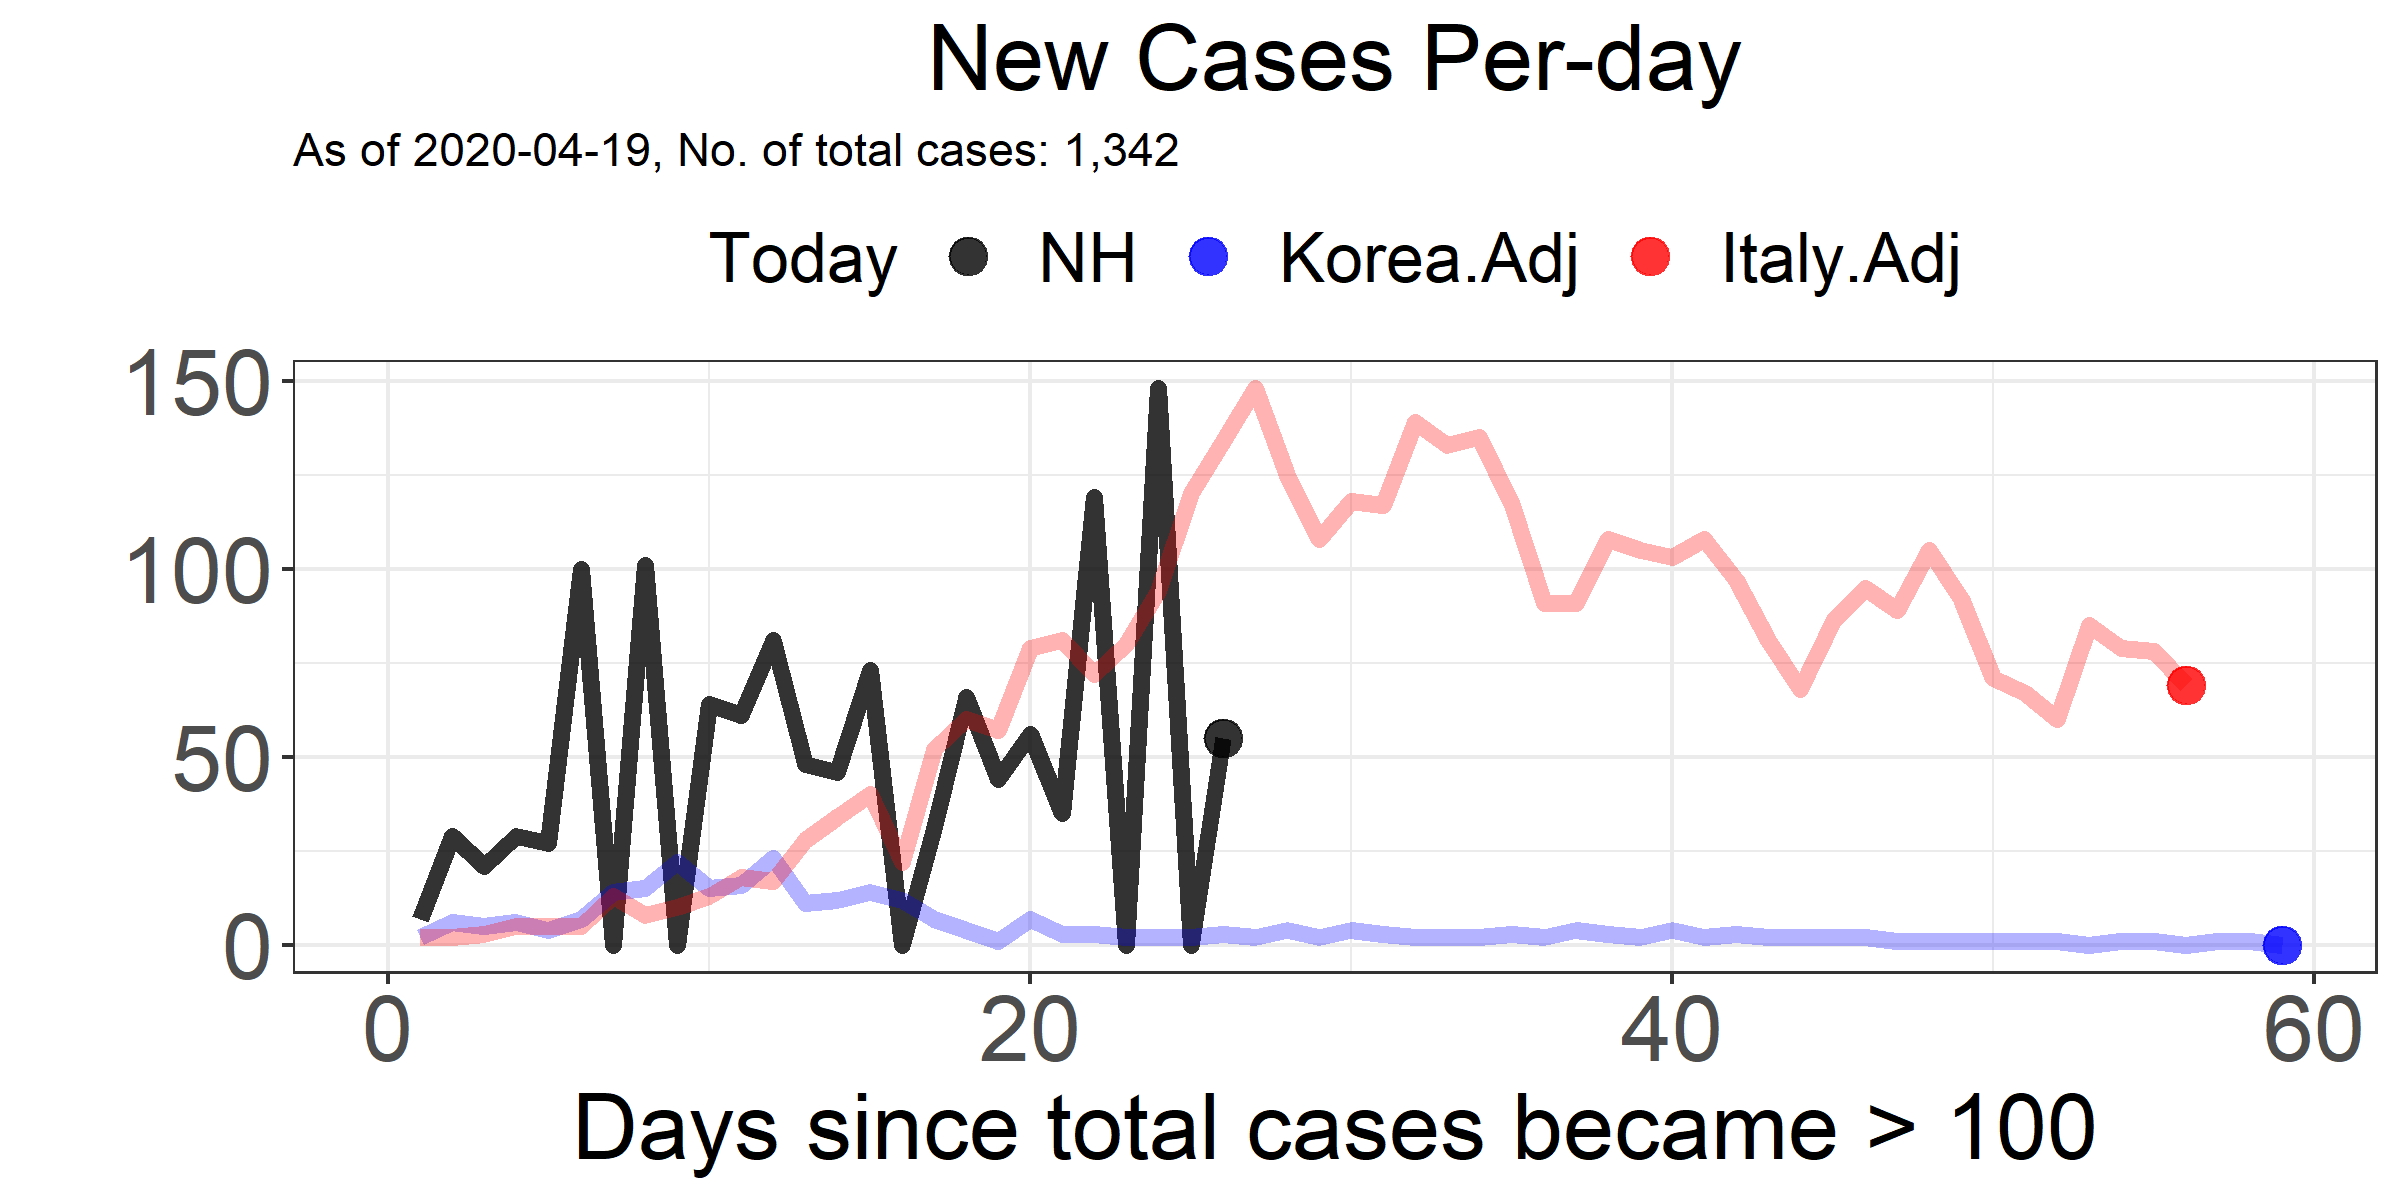 New Cases Per-day
As of 2020-04-19, No. of total cases: 1,342
Today NH Korea.Adj Italy.Adj
150
100
50
0
0 20 40 60
Days since total cases became > 100